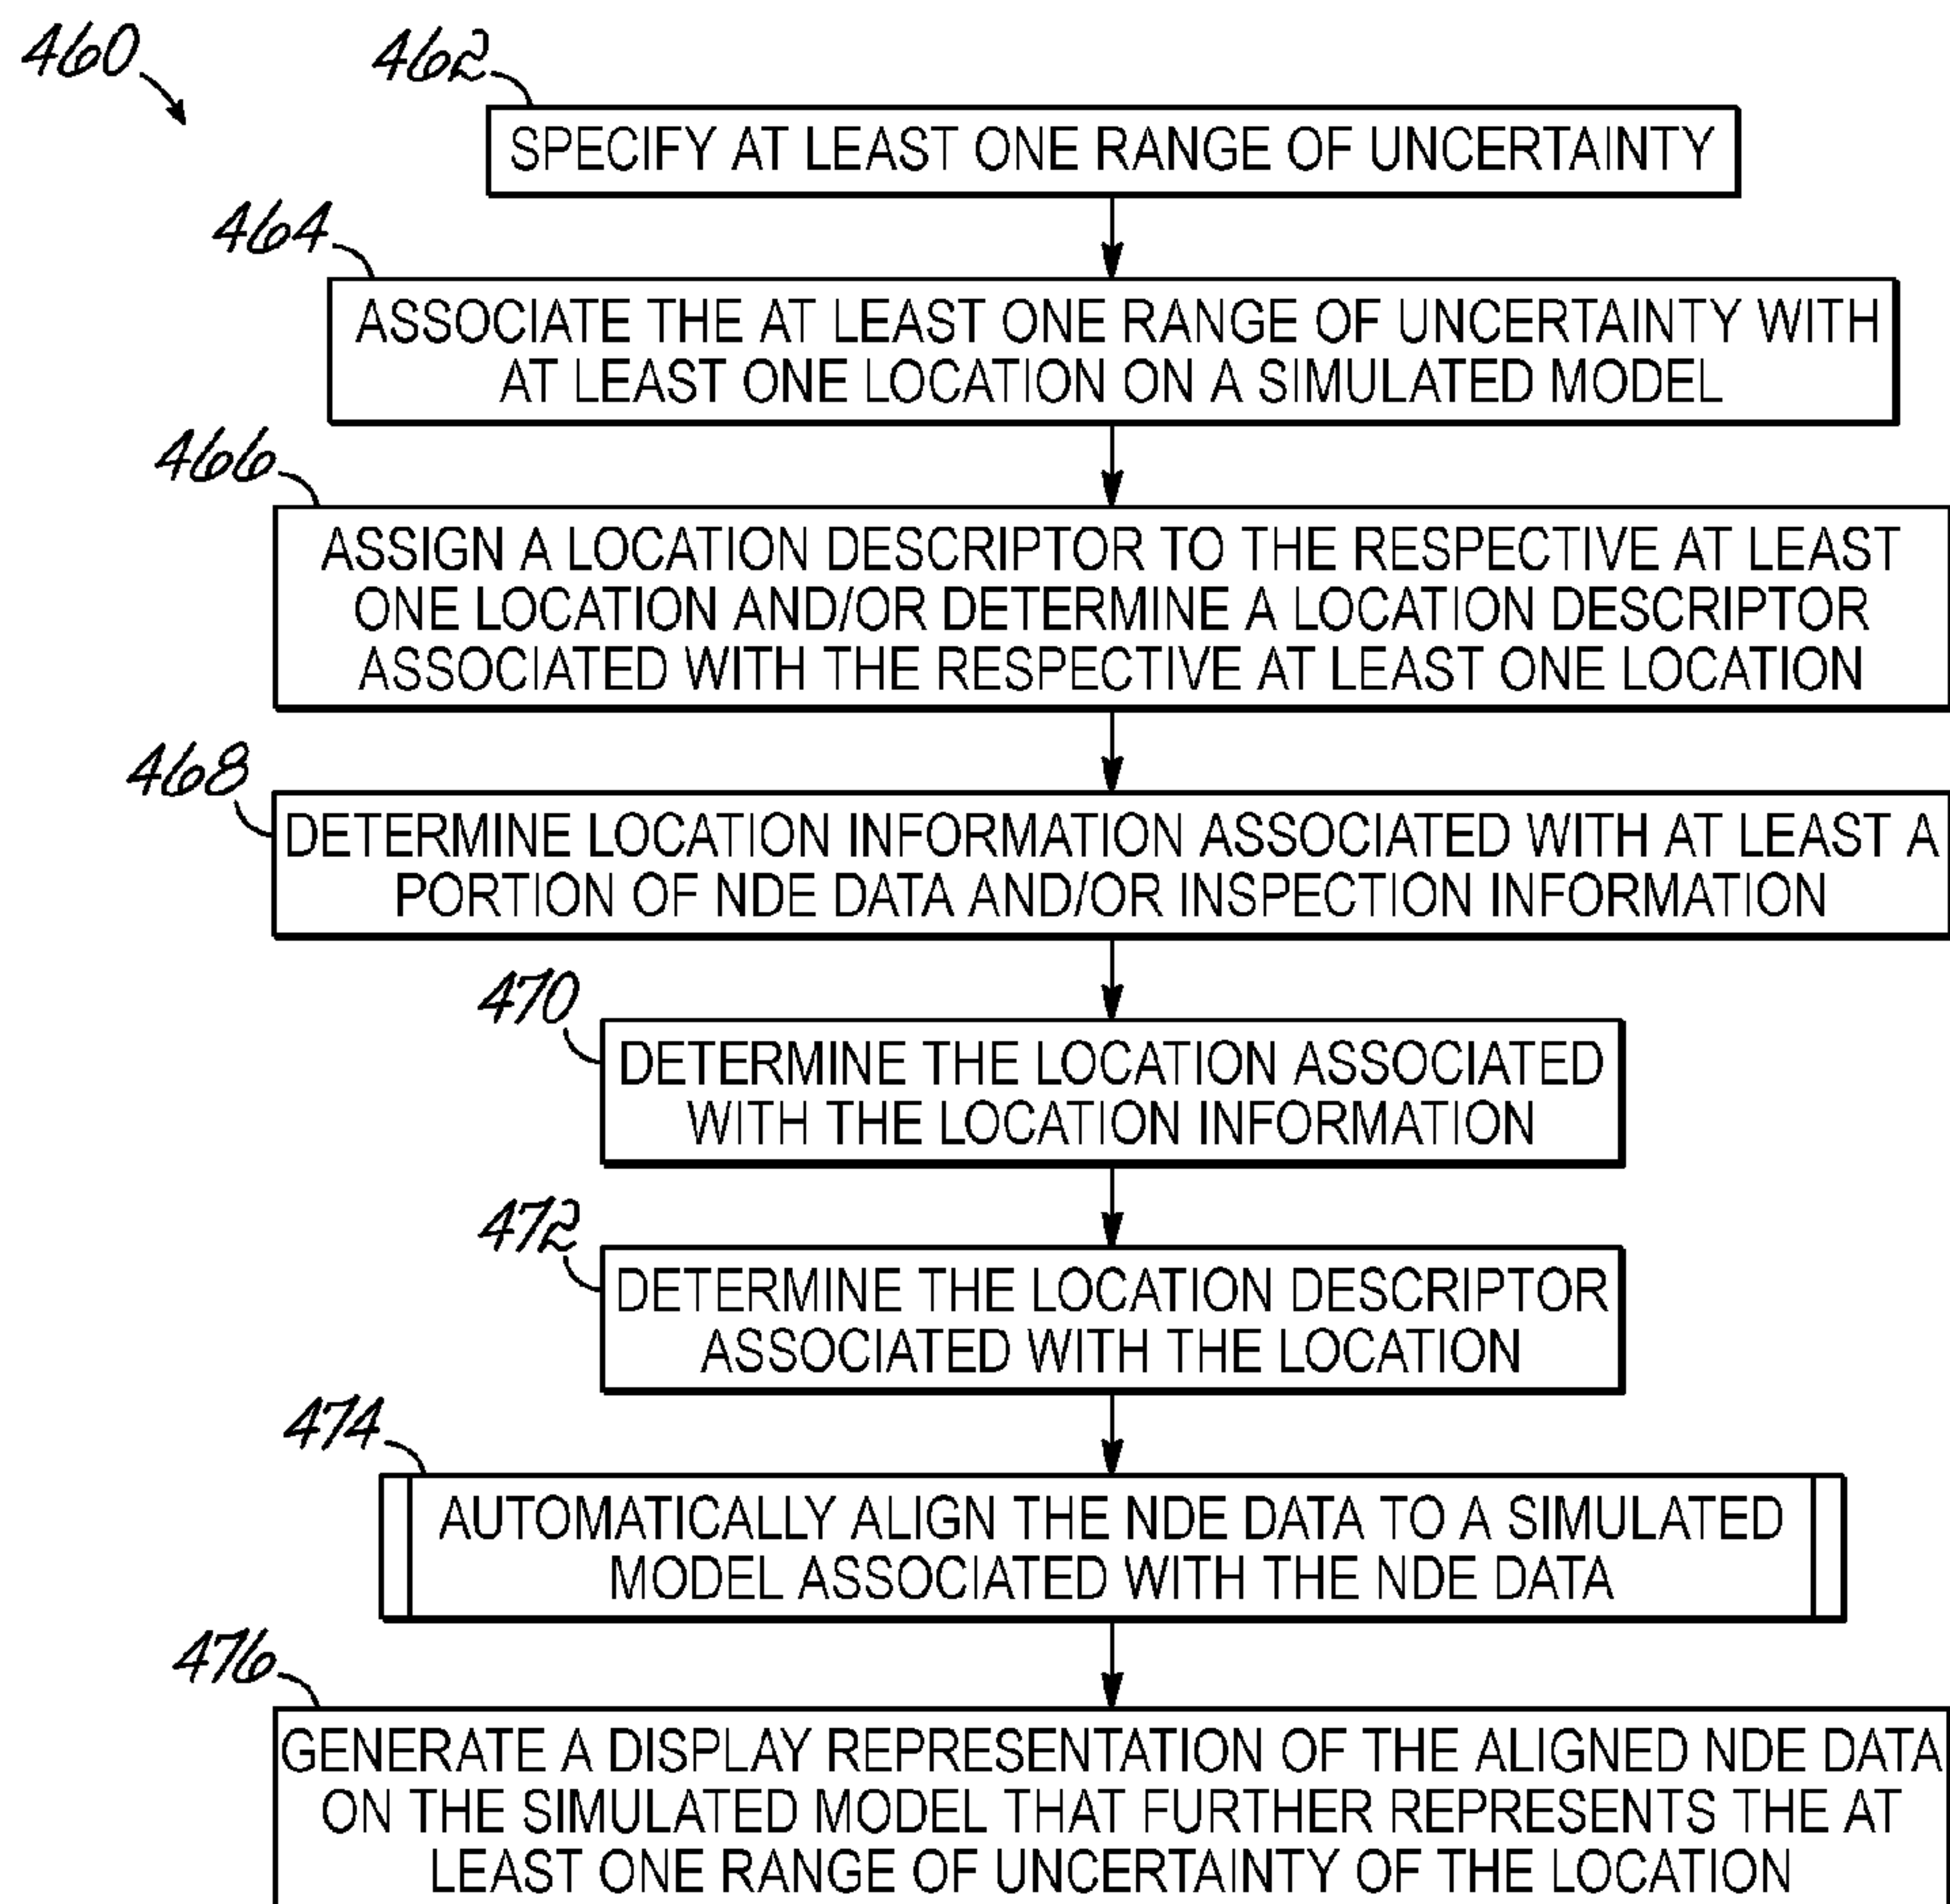 460
462
SPECIFY AT LEAST ONE RANGE OF UNCERTAINTY
464
ASSOCIATE THE AT LEAST ONE RANGE OF UNCERTAINTY WITH
AT LEAST ONE LOCATION ON A SIMULATED MODEL
466
ASSIGN A LOCATION DESCRIPTOR TO THE RESPECTIVE AT LEAST
ONE LOCATION AND/OR DETERMINE A LOCATION DESCRIPTOR
ASSOCIATED WITH THE RESPECTIVE AT LEAST ONE LOCATION
468
DETERMINE LOCATION INFORMATION ASSOCIATED WITH AT LEAST A
PORTION OF NDE DATA AND/OR INSPECTION INFORMATION
470
DETERMINE THE LOCATION ASSOCIATED
WITH THE LOCATION INFORMATION
472
DETERMINE THE LOCATION DESCRIPTOR
ASSOCIATED WITH THE LOCATION
474
AUTOMATICALLY ALIGN THE NDE DATA TO A SIMULATED
MODEL ASSOCIATED WITH THE NDE DATA
476
GENERATE A DISPLAY REPRESENTATION OF THE ALIGNED NDE DATA
ON THE SIMULATED MODEL THAT FURTHER REPRESENTS THE AT
LEAST ONE RANGE OF UNCERTAINTY OF THE LOCATION